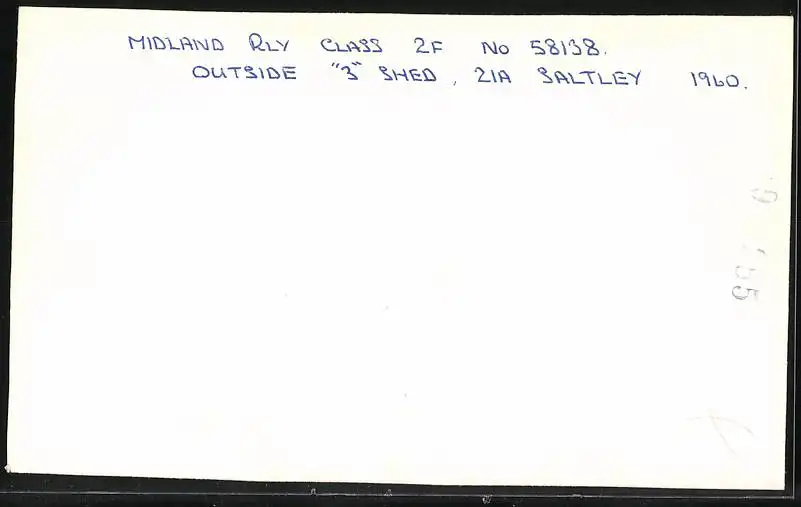 MIDLAND RLY CLASS 2F No 58138.
OUTSIDE "3" SHED, 21A SALTLEY 1960.